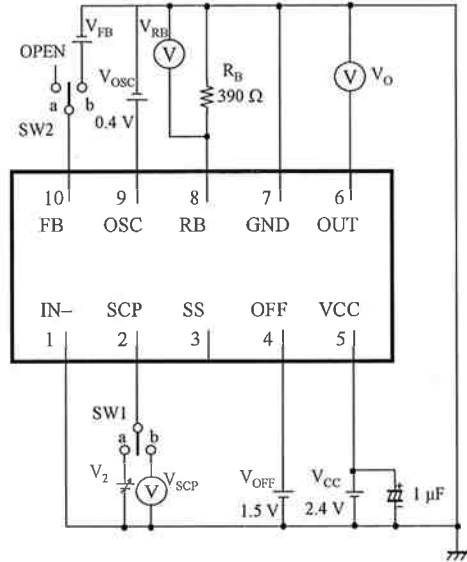 OPEN
V_FB
V_RB
V
V_OSC
R_B
390 Ω
V
V_O
a
b
SW2
0.4 V
10
9
8
7
6
FB
OSC
RB
GND
OUT
IN–
SCP
SS
OFF
VCC
1
2
3
4
5
SW1
a
b
V_2
V
V_SCP
V_OFF
1.5 V
V_CC
2.4 V
+
1 µF